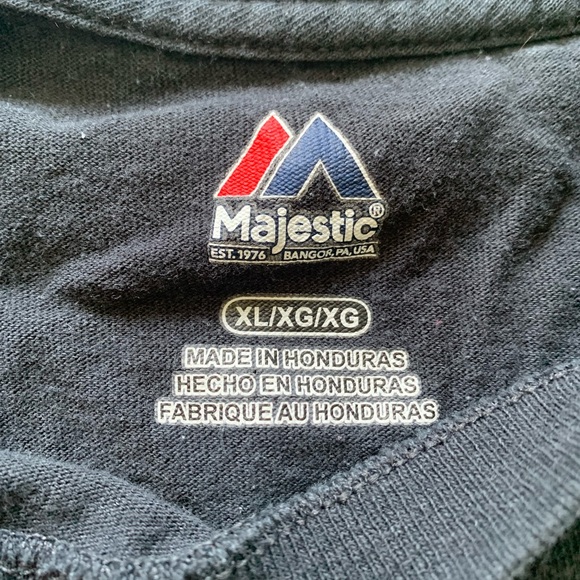 Majestic®
EST. 1976 BANGOR, PA, USA
XL/XG/XG
MADE IN HONDURAS
HECHO EN HONDURAS
FABRIQUE AU HONDURAS